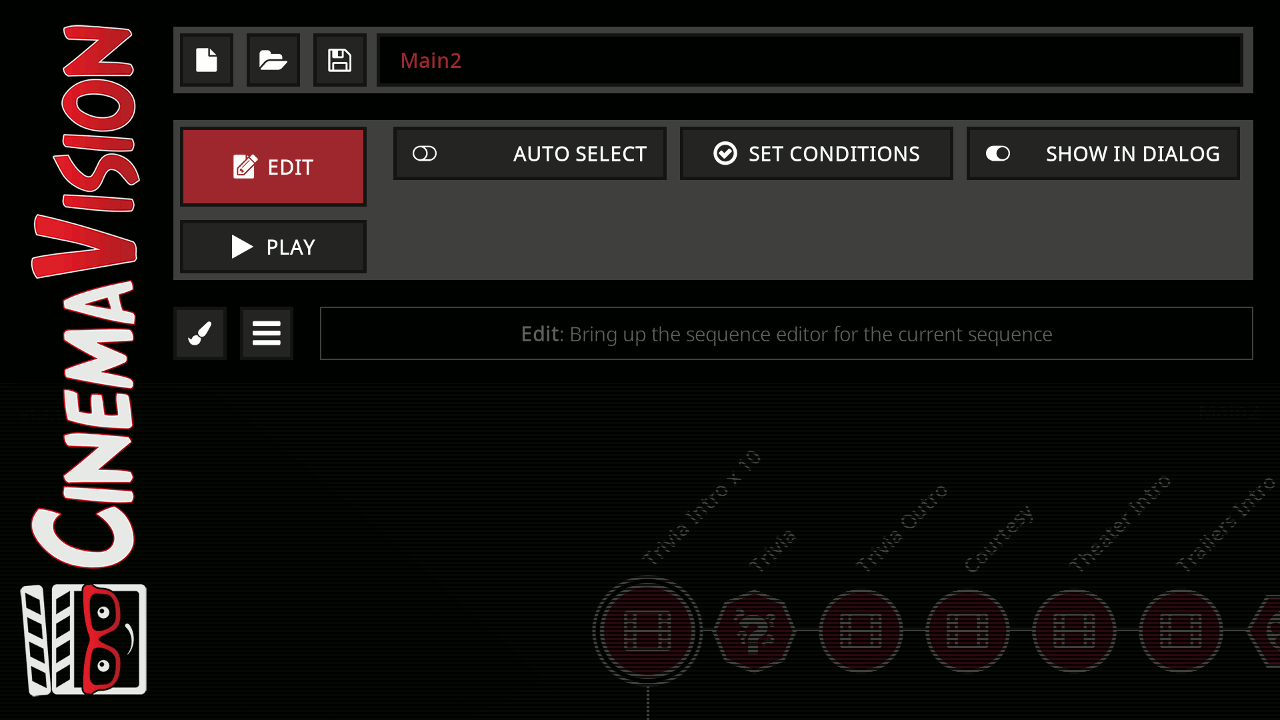 CINEMAVISION
Main2
EDIT
AUTO SELECT
SET CONDITIONS
SHOW IN DIALOG
PLAY
Edit: Bring up the sequence editor for the current sequence
Trivia Intro x 10
Trivia
Trivia Outro
Courtesy
Theater Intro
Trailers Intro